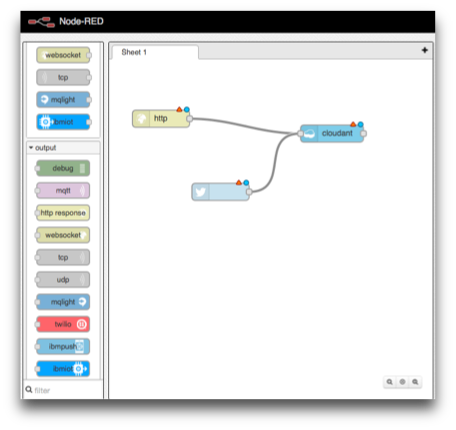 Node-RED
websocket
tcp
mqlight
ibmiot
output
debug
mqtt
http response
websocket
tcp
udp
mqlight
twilio
ibmpush
ibmiot
filter
Sheet 1
+
http
cloudant